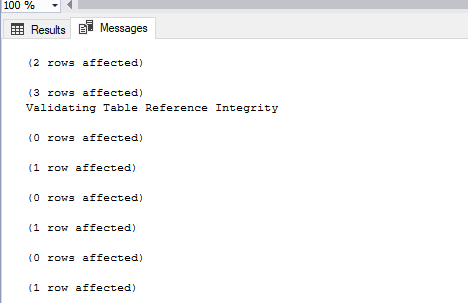 100 %
Results Messages
(2 rows affected)
(3 rows affected)
Validating Table Reference Integrity
(0 rows affected)
(1 row affected)
(0 rows affected)
(1 row affected)
(0 rows affected)
(1 row affected)